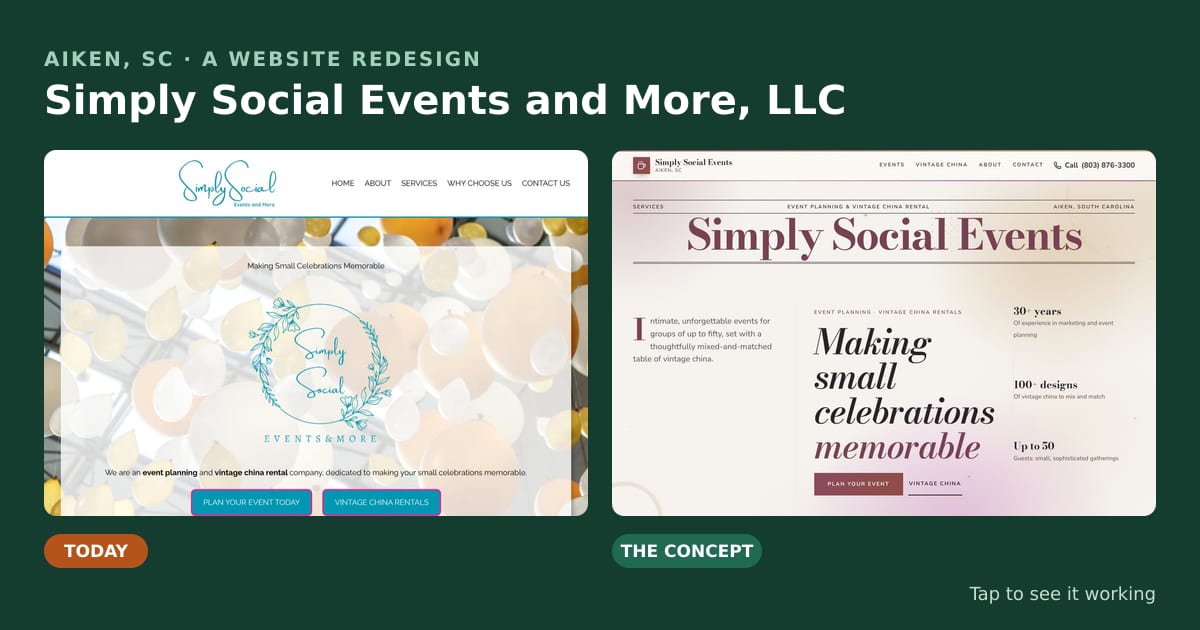 AIKEN, SC · A WEBSITE REDESIGN
Simply Social Events and More, LLC
Simply Social
Events and More
HOME ABOUT SERVICES WHY CHOOSE US CONTACT US
Making Small Celebrations Memorable
Simply
Social
EVENTS&MORE
We are an event planning and vintage china rental company, dedicated to making your small celebrations memorable.
PLAN YOUR EVENT TODAY VINTAGE CHINA RENTALS
TODAY
Simply Social Events
AIKEN, SC
EVENTS VINTAGE CHINA ABOUT CONTACT Call (803) 876-3300
SERVICES EVENT PLANNING & VINTAGE CHINA RENTAL AIKEN, SOUTH CAROLINA
Simply Social Events
Intimate, unforgettable events for
groups of up to fifty, set with a
thoughtfully mixed-and-matched
table of vintage china.
EVENT PLANNING · VINTAGE CHINA RENTALS
Making
small
celebrations
memorable
PLAN YOUR EVENT VINTAGE CHINA
30+ years
Of experience in marketing and event
planning
100+ designs
Of vintage china to mix and match
Up to 50
Guests: small, sophisticated gatherings
THE CONCEPT
Tap to see it working